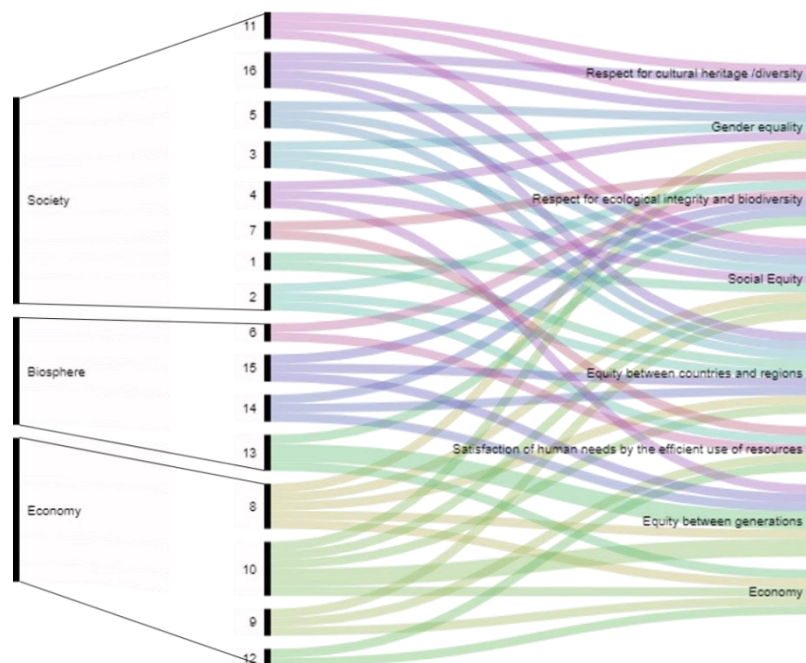 Society
Biosphere
Economy
11
16
5
3
4
7
1
2
6
15
14
13
8
10
9
12
Respect for cultural heritage /diversity
Gender equality
Respect for ecological integrity and biodiversity
Social Equity
Equity between countries and regions
Satisfaction of human needs by the efficient use of resources
Equity between generations
Economy